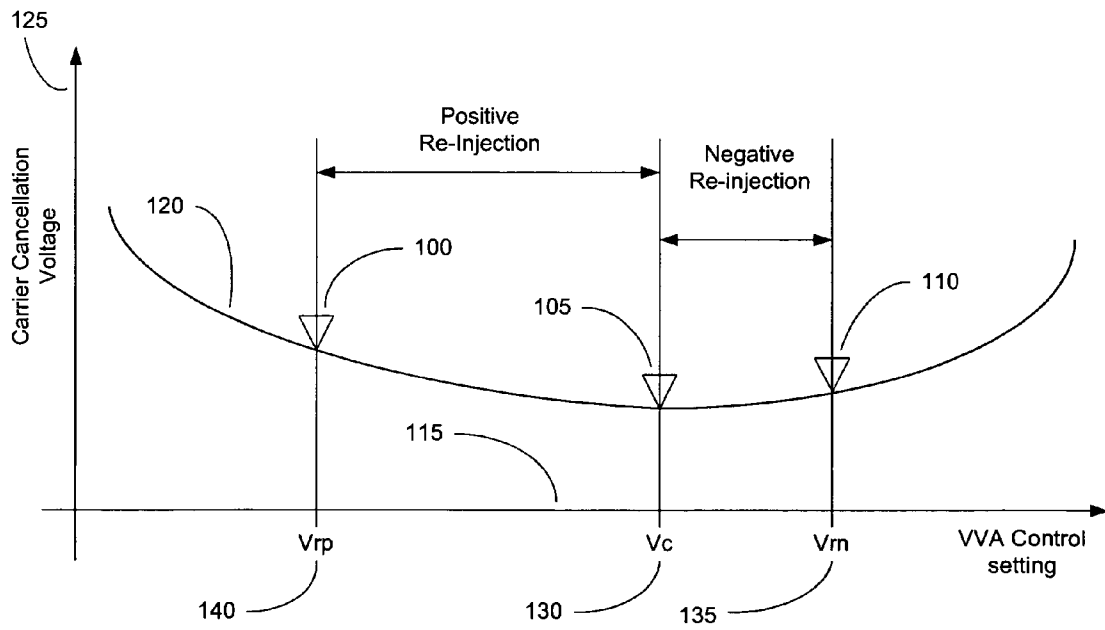 125
Positive
Re-Injection
Negative
Re-injection
Carrier Cancellation
Voltage
120
100
105
110
115
Vrp
Vc
Vrn
VVA Control
setting
140
130
135